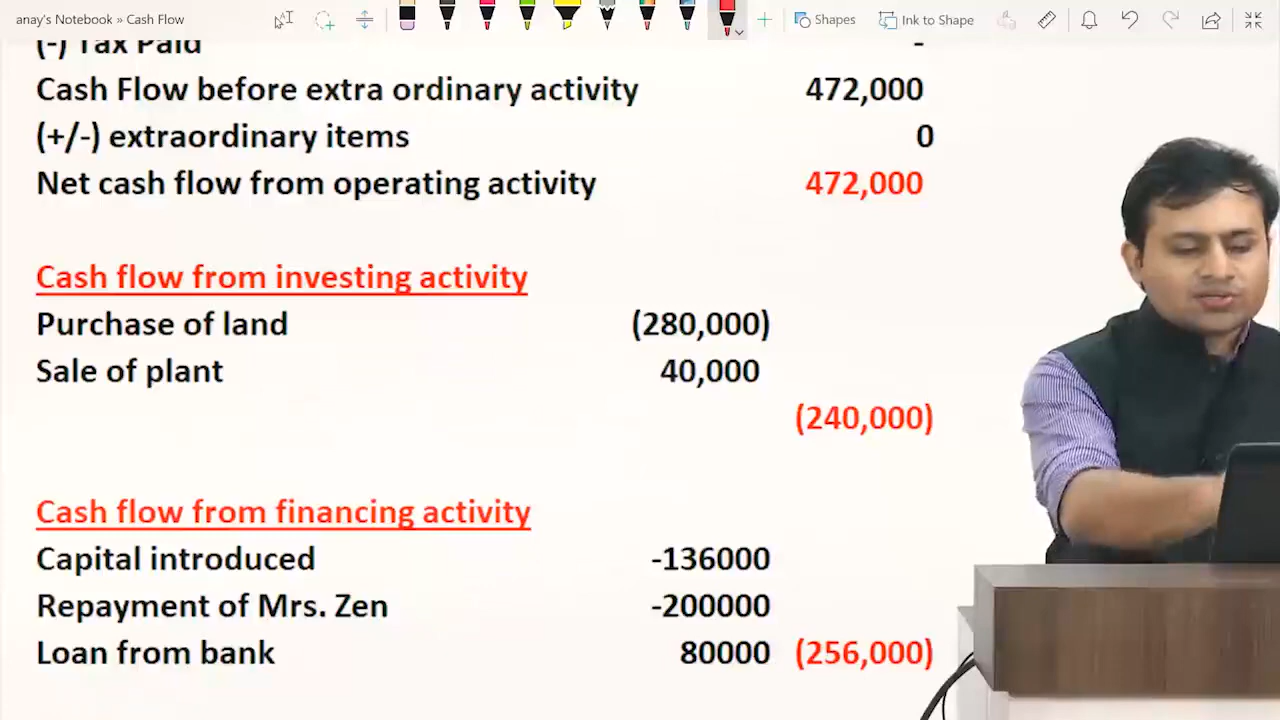 anay's Notebook » Cash Flow
Shapes
Ink to Shape
(-) Tax Paid -
Cash Flow before extra ordinary activity 472,000
(+/-) extraordinary items 0
Net cash flow from operating activity 472,000
Cash flow from investing activity
Purchase of land (280,000)
Sale of plant 40,000
(240,000)
Cash flow from financing activity
Capital introduced -136000
Repayment of Mrs. Zen -200000
Loan from bank 80000 (256,000)